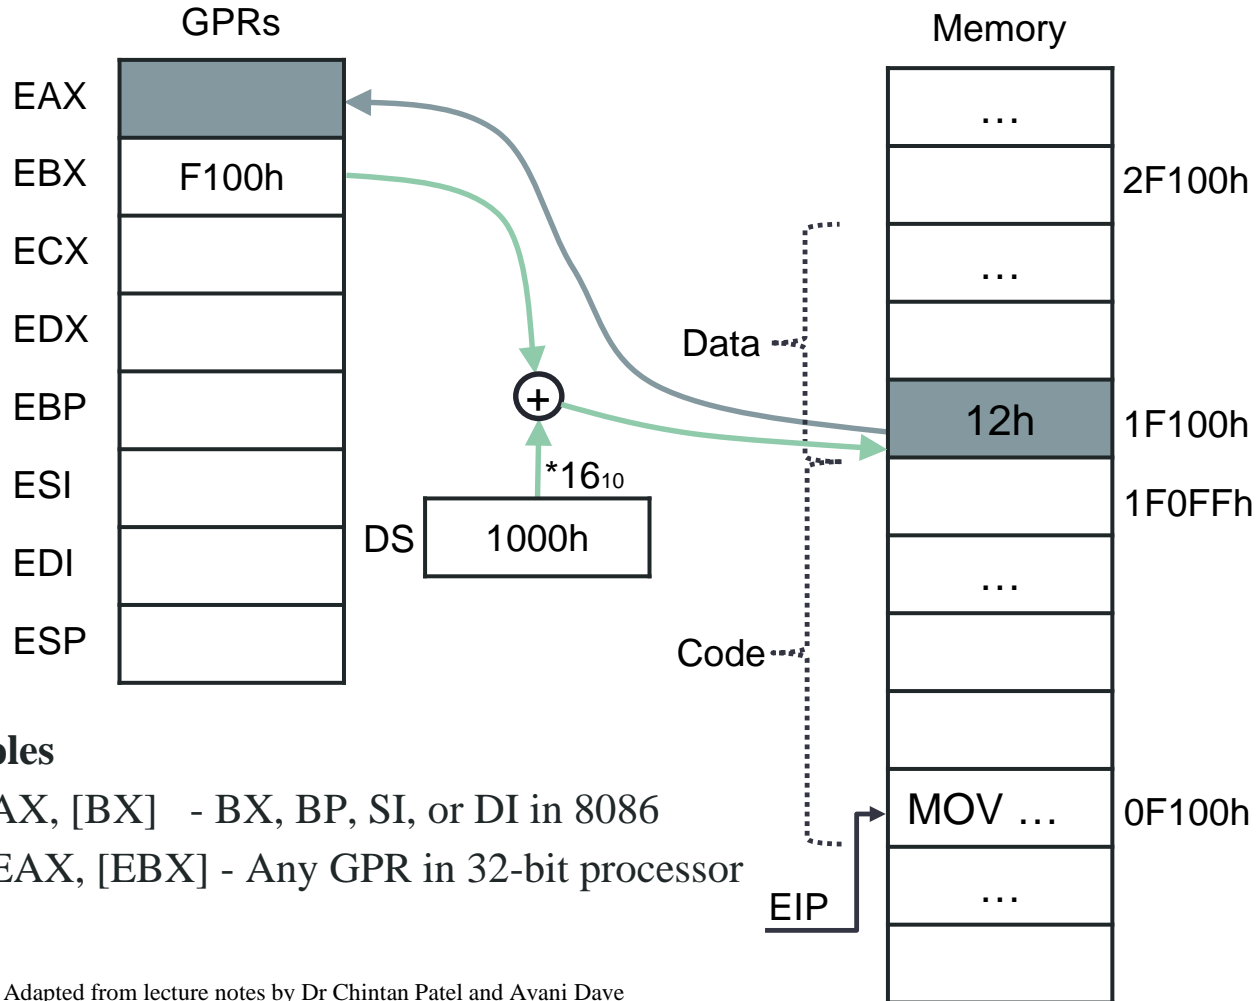 GPRs
Memory
EAX
EBX
F100h
ECX
EDX
EBP
ESI
EDI
ESP
+
*16₁₀
DS
1000h
Data
Code
…
2F100h
…
12h
1F100h
1F0FFh
…
MOV …
0F100h
…
EIP
AX, [BX] - BX, BP, SI, or DI in 8086
EAX, [EBX] - Any GPR in 32-bit processor
Adapted from lecture notes by Dr Chintan Patel and Avani Dave